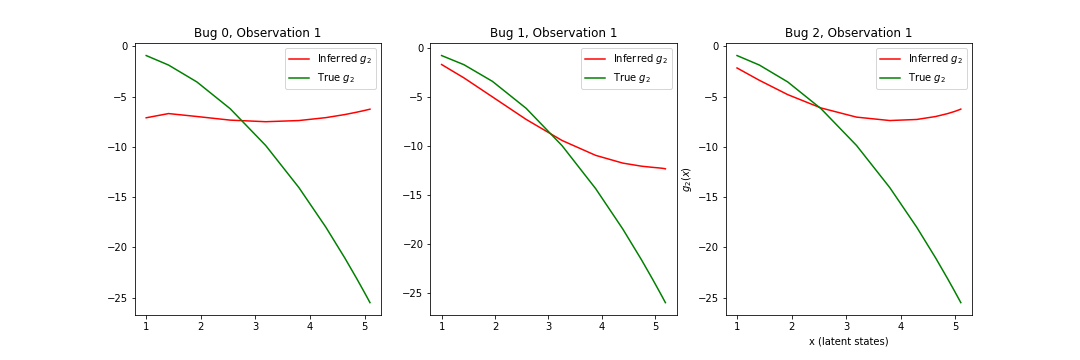 Bug 0, Observation 1
0
−5
−10
−15
−20
−25
1 2 3 4 5
Inferred g₂
True g₂
Bug 1, Observation 1
0
−5
−10
−15
−20
−25
1 2 3 4 5
Inferred g₂
True g₂
Bug 2, Observation 1
g₂(x)
0
−5
−10
−15
−20
−25
1 2 3 4 5
x (latent states)
Inferred g₂
True g₂